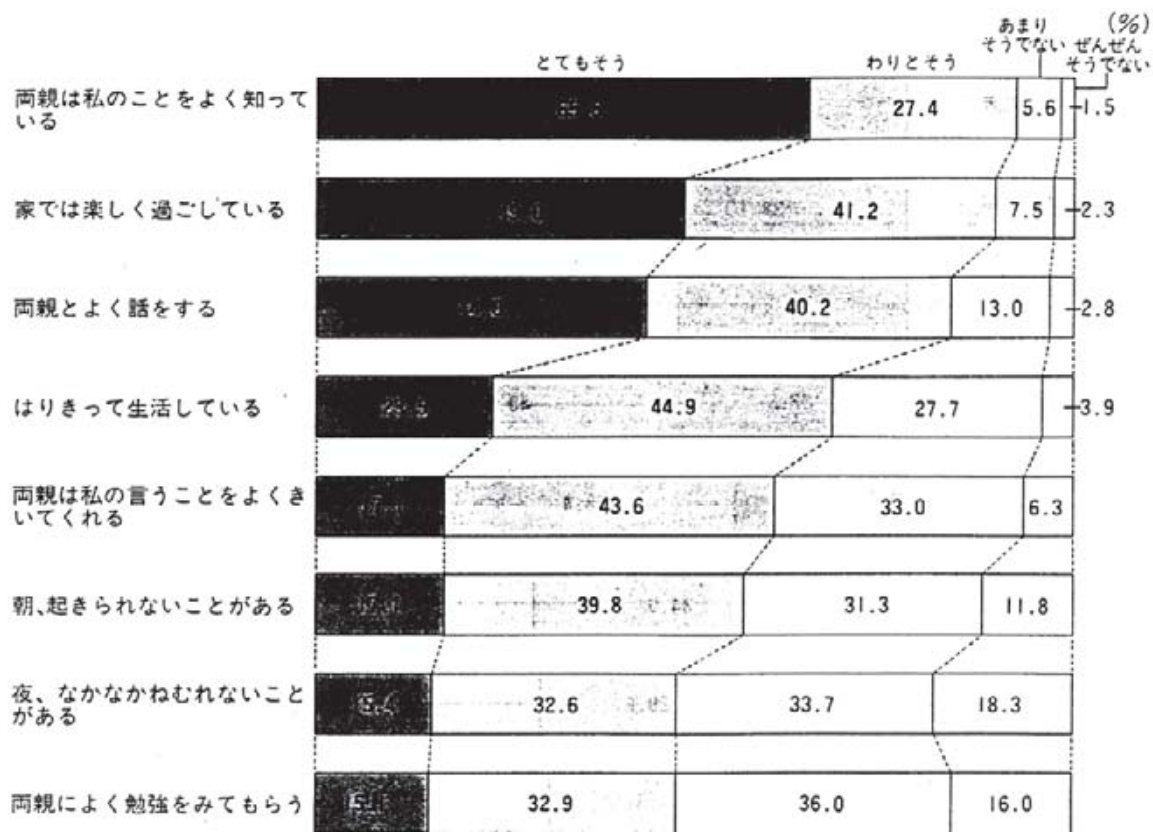 (%)
あまり
そうでない
ぜんぜん
そうでない
とてもそう
わりとそう
両親は私のことをよく知って
いる
27.4 5.6 1.5
家では楽しく過ごしている
41.2 7.5 2.3
両親とよく話をする
40.2 13.0 2.8
はりきって生活している
44.9 27.7 3.9
両親は私の言うことをよくき
いてくれる
43.6 33.0 6.3
朝、起きられないことがある
39.8 31.3 11.8
夜、なかなかねむれないこと
がある
32.6 33.7 18.3
両親によく勉強をみてもらう
32.9 36.0 16.0